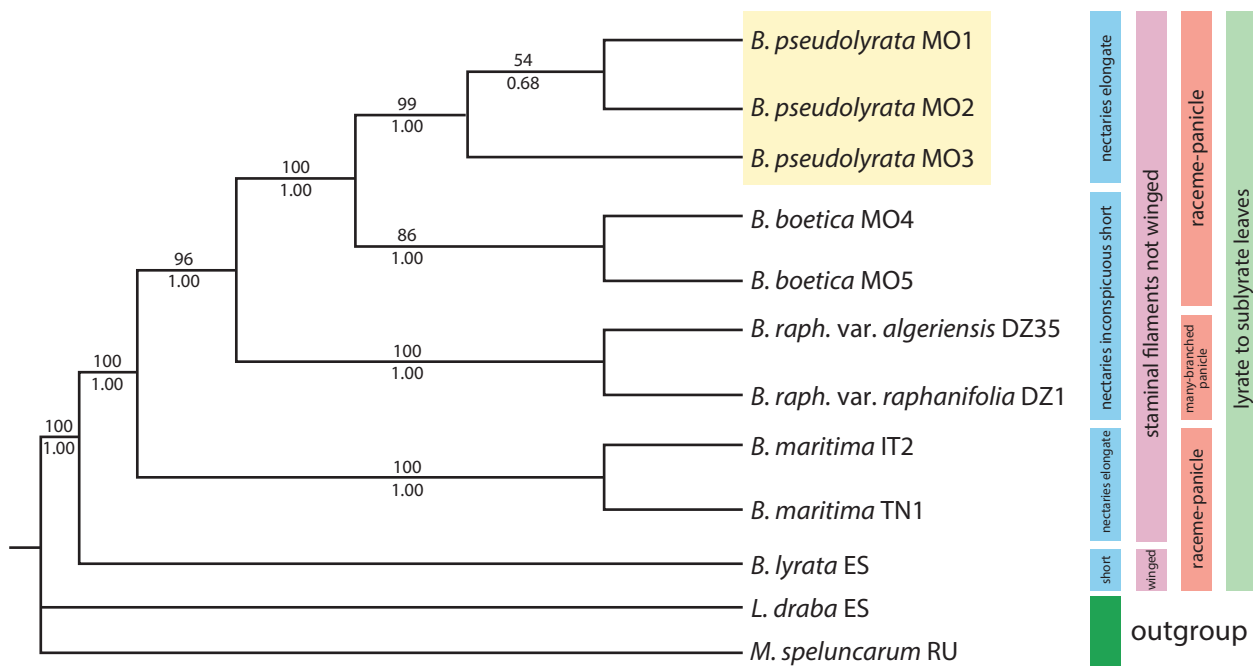 B. pseudolyrata MO1
54
0.68
B. pseudolyrata MO2
99
1.00
B. pseudolyrata MO3
100
1.00
B. boetica MO4
86
1.00
B. boetica MO5
96
1.00
B. raph. var. algeriensis DZ35
100
1.00
B. raph. var. raphanifolia DZ1
100
1.00
B. maritima IT2
100
1.00
B. maritima TN1
100
1.00
B. lyrata ES
L. draba ES
M. speluncarum RU
nectaries elongate
nectaries inconspicuous short
nectaries elongate
short
staminal filaments not winged
winged
raceme-panicle
many-branched
panicle
raceme-panicle
lyrate to sublyrate leaves
outgroup